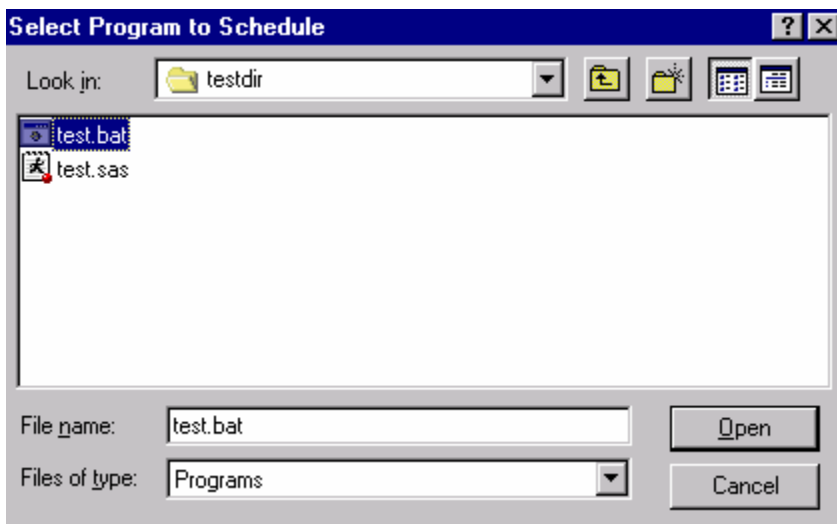 Select Program to Schedule
Look in: testdir
test.bat
test.sas
File name: test.bat Open
Files of type: Programs Cancel